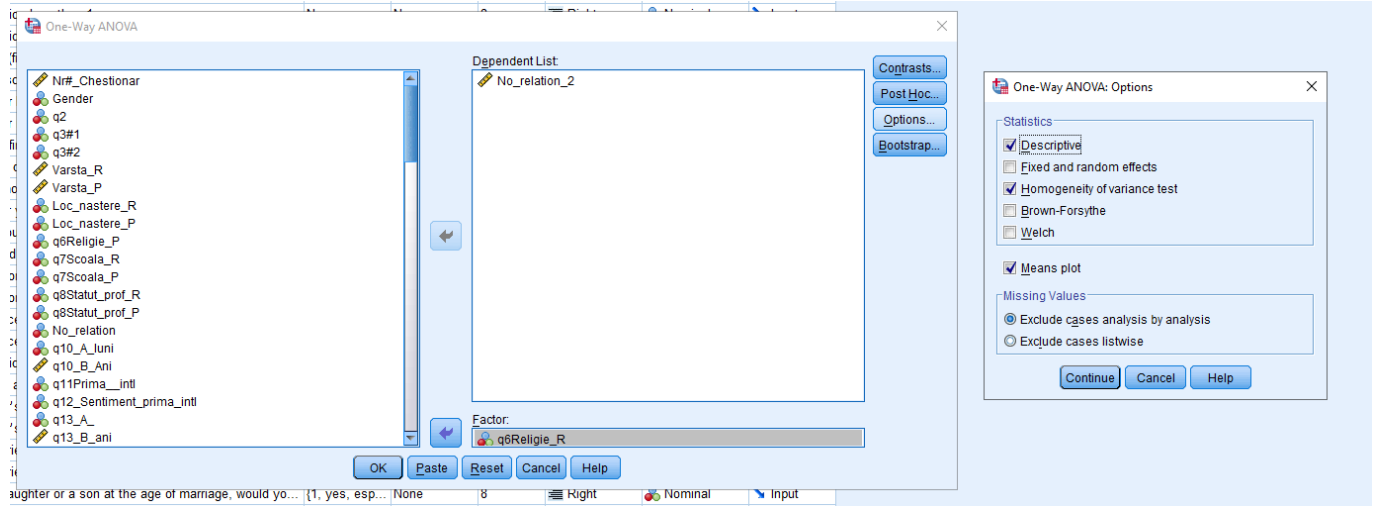 One-Way ANOVA
Nr#_Chestionar
Gender
q2
q3#1
q3#2
Varsta_R
Varsta_P
Loc_nastere_R
Loc_nastere_P
q6Religie_P
q7Scoala_R
q7Scoala_P
q8Statut_prof_R
q8Statut_prof_P
No_relation
q10_A_luni
q10_B_Ani
q11Prima__intl
q12_Sentiment_prima_intl
q13_A_
q13_B_ani
Dependent List:
No_relation_2
Factor:
q6Religie_R
Contrasts...
Post Hoc...
Options...
Bootstrap...
OK Paste Reset Cancel Help
One-Way ANOVA: Options
Statistics
Descriptive
Fixed and random effects
Homogeneity of variance test
Brown-Forsythe
Welch
Means plot
Missing Values
Exclude cases analysis by analysis
Exclude cases listwise
Continue Cancel Help
aughter or a son at the age of marriage, would yo... {1, yes, esp... None 8 Right Nominal Input